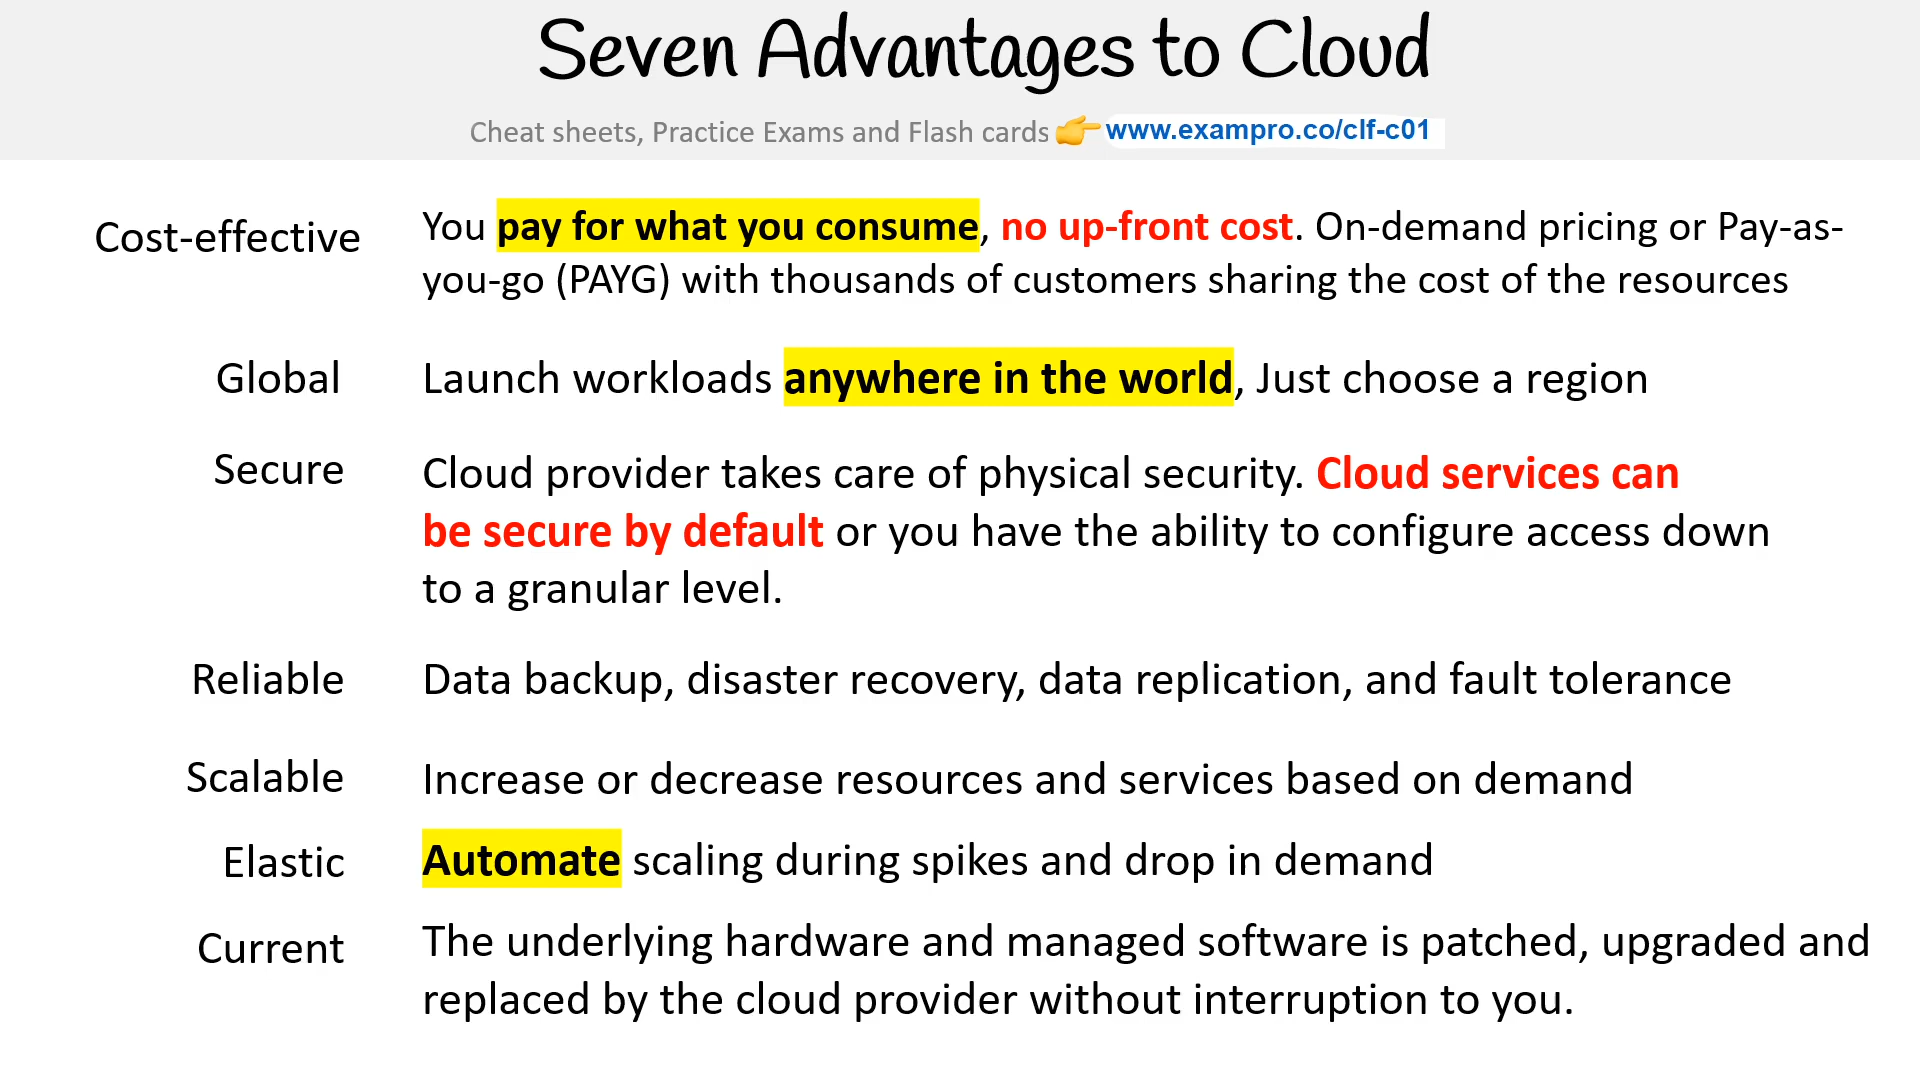 Seven Advantages to Cloud
Cheat sheets, Practice Exams and Flash cards 👉 www.exampro.co/clf-c01
Cost-effective
You pay for what you consume, no up-front cost. On-demand pricing or Pay-as-
you-go (PAYG) with thousands of customers sharing the cost of the resources
Global
Launch workloads anywhere in the world, Just choose a region
Secure
Cloud provider takes care of physical security. Cloud services can
be secure by default or you have the ability to configure access down
to a granular level.
Reliable
Data backup, disaster recovery, data replication, and fault tolerance
Scalable
Increase or decrease resources and services based on demand
Elastic
Automate scaling during spikes and drop in demand
Current
The underlying hardware and managed software is patched, upgraded and
replaced by the cloud provider without interruption to you.